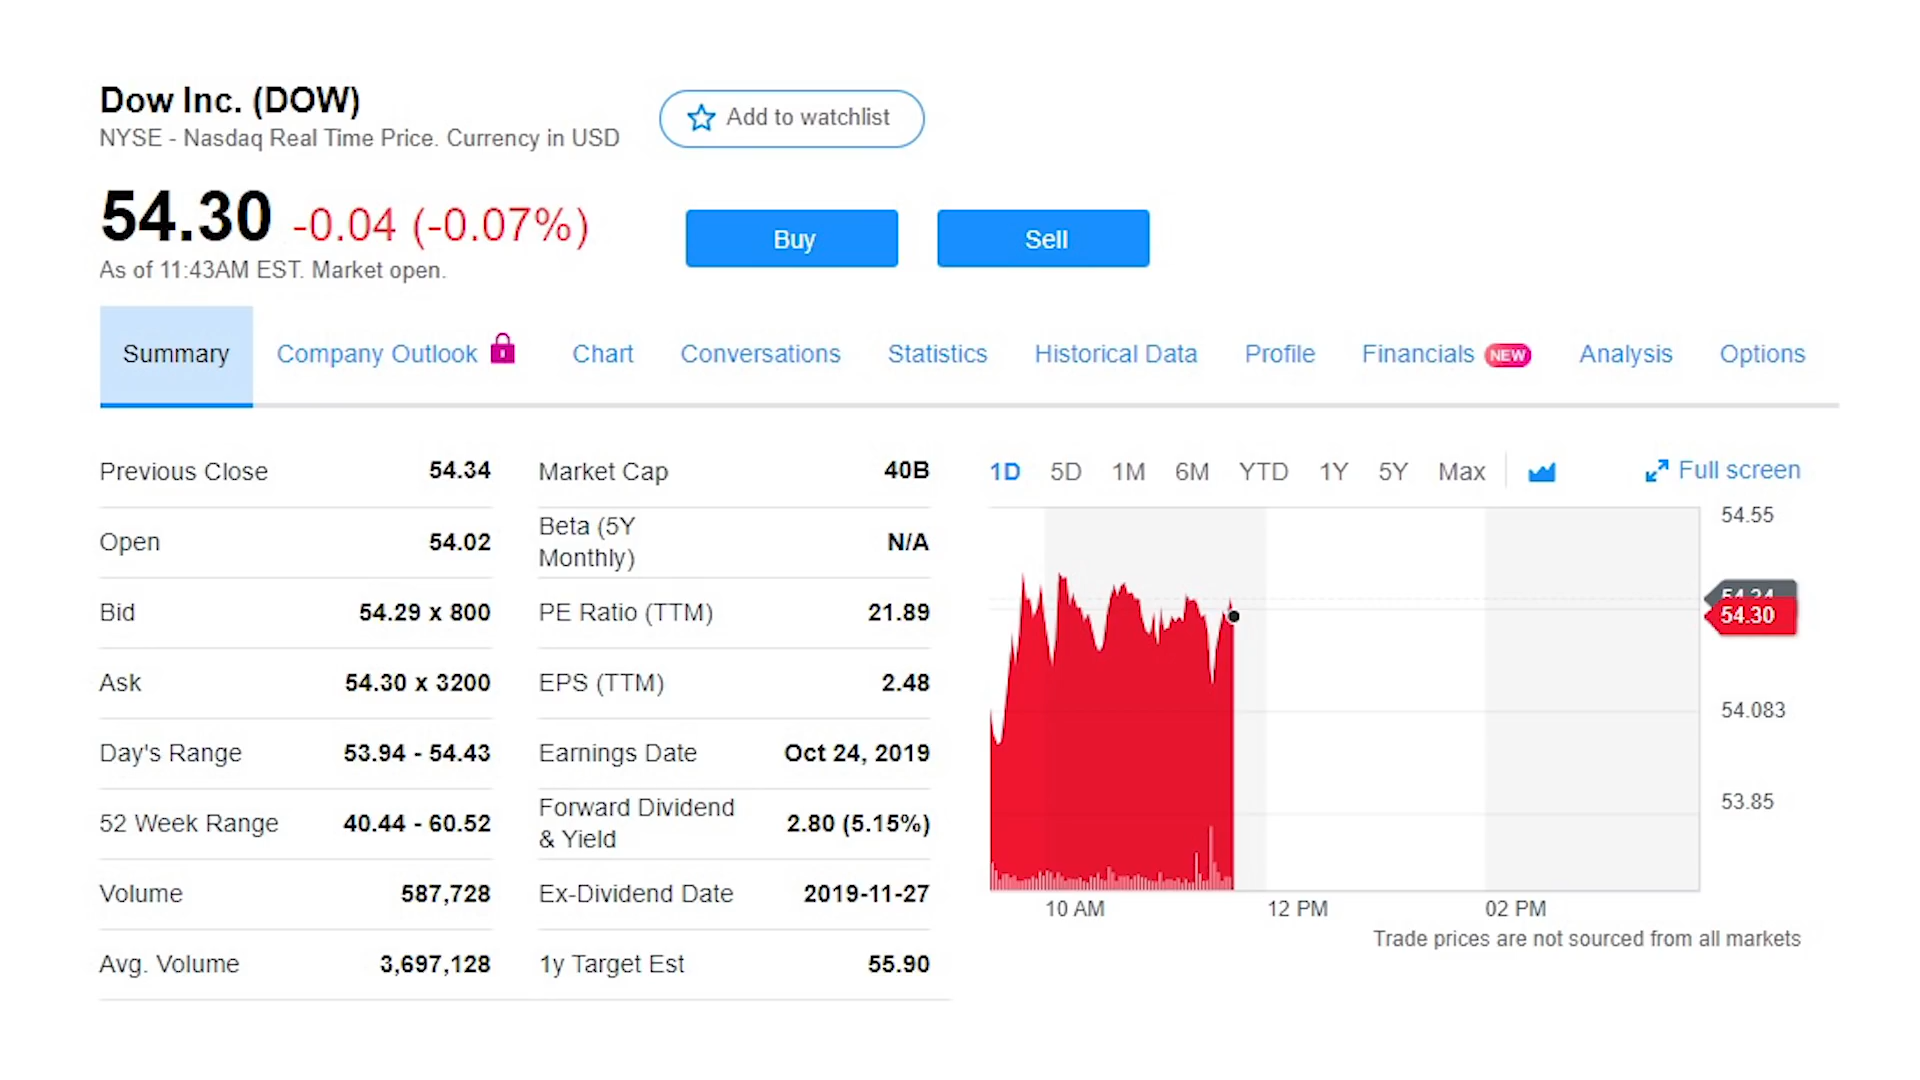 Dow Inc. (DOW)
Add to watchlist
NYSE - Nasdaq Real Time Price. Currency in USD
54.30 -0.04 (-0.07%)
Buy
Sell
As of 11:43AM EST. Market open.
Summary
Company Outlook
Chart
Conversations
Statistics
Historical Data
Profile
Financials NEW
Analysis
Options
Previous Close 54.34
Open 54.02
Bid 54.29 x 800
Ask 54.30 x 3200
Day's Range 53.94 - 54.43
52 Week Range 40.44 - 60.52
Volume 587,728
Avg. Volume 3,697,128
Market Cap 40B
Beta (5Y
Monthly) N/A
PE Ratio (TTM) 21.89
EPS (TTM) 2.48
Earnings Date Oct 24, 2019
Forward Dividend
& Yield 2.80 (5.15%)
Ex-Dividend Date 2019-11-27
1y Target Est 55.90
1D 5D 1M 6M YTD 1Y 5Y Max
Full screen
54.55
54.34
54.30
54.083
53.85
10 AM 12 PM 02 PM
Trade prices are not sourced from all markets